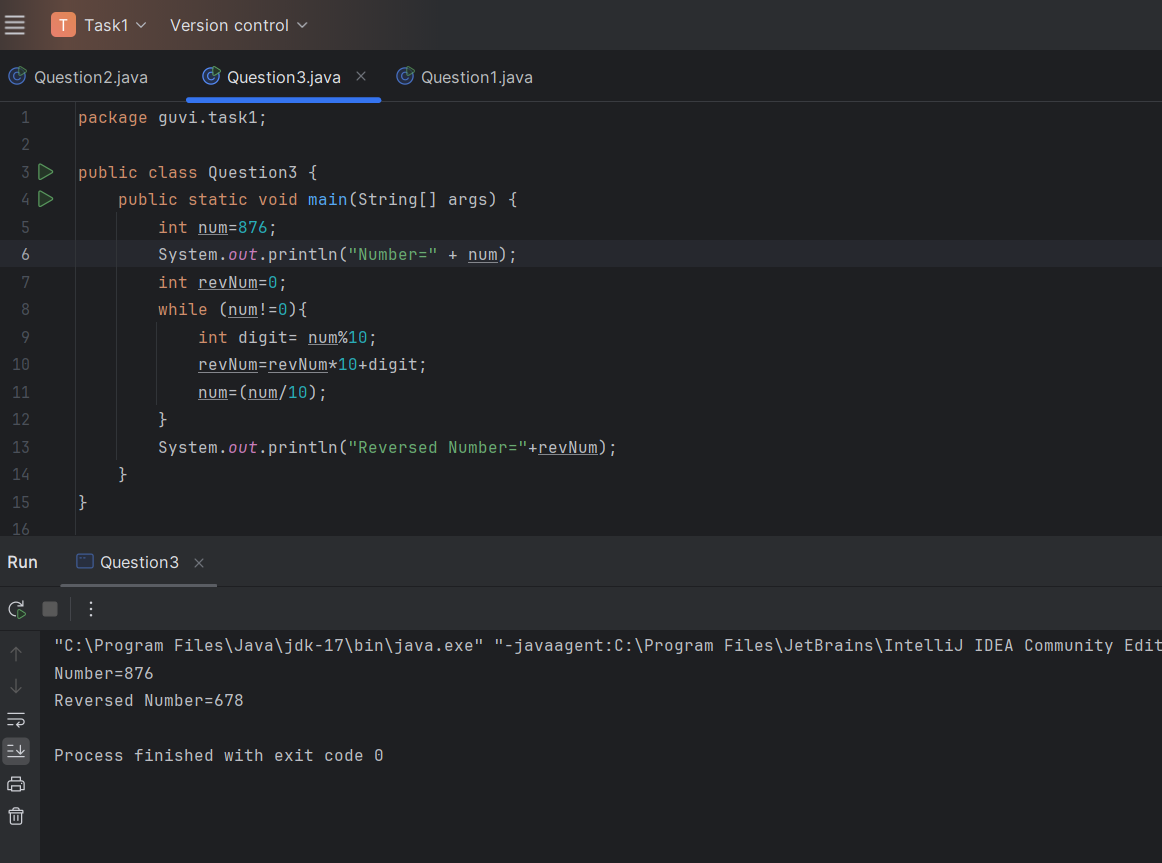 T Task1 Version control
Question2.java Question3.java Question1.java
1 package guvi.task1;
2
3 public class Question3 {
4     public static void main(String[] args) {
5         int num=876;
6         System.out.println("Number=" + num);
7         int revNum=0;
8         while (num!=0){
9             int digit= num%10;
10             revNum=revNum*10+digit;
11             num=(num/10);
12         }
13         System.out.println("Reversed Number="+revNum);
14     }
15 }
16
Run Question3
"C:\Program Files\Java\jdk-17\bin\java.exe" "-javaagent:C:\Program Files\JetBrains\IntelliJ IDEA Community Edit
Number=876
Reversed Number=678
Process finished with exit code 0